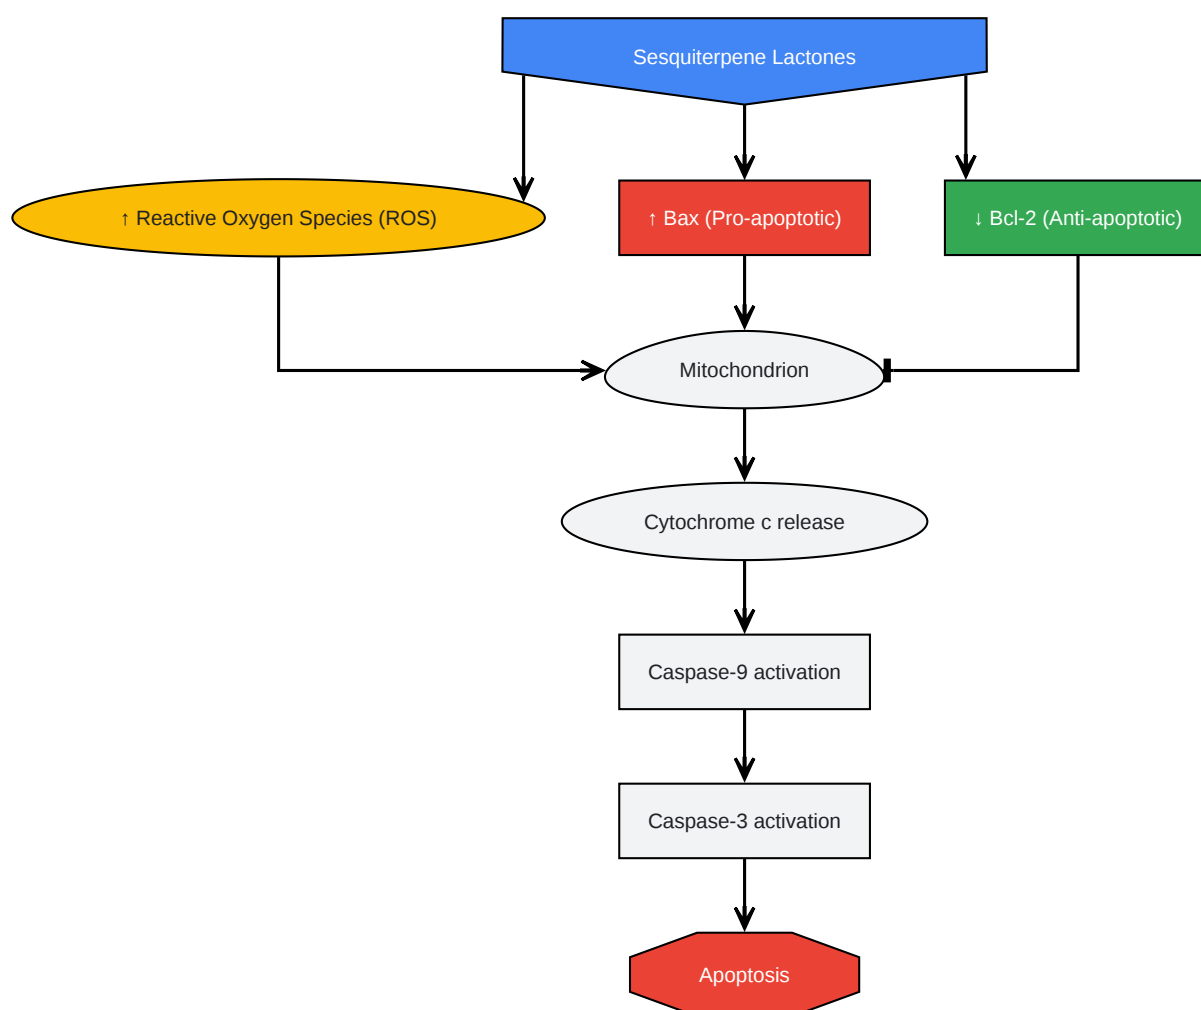 Sesquiterpene Lactones
↑ Reactive Oxygen Species (ROS)
↑ Bax (Pro-apoptotic)
↓ Bcl-2 (Anti-apoptotic)
Mitochondrion
Cytochrome c release
Caspase-9 activation
Caspase-3 activation
Apoptosis